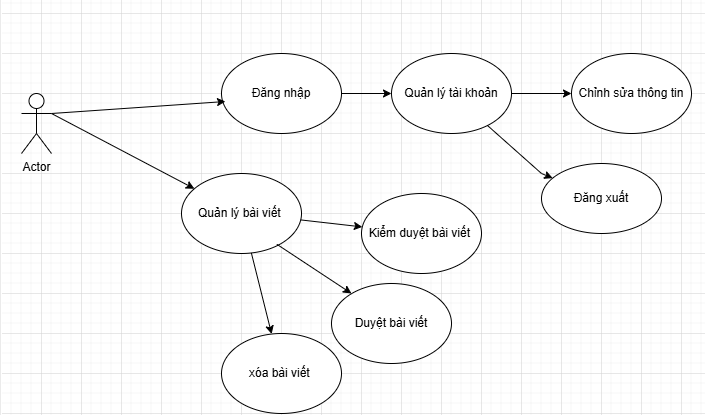 Đăng nhập
Quản lý tài khoản
Chỉnh sửa thông tin
Actor
Đăng xuất
Quản lý bài viết
Kiểm duyệt bài viết
Duyệt bài viết
xóa bài viết